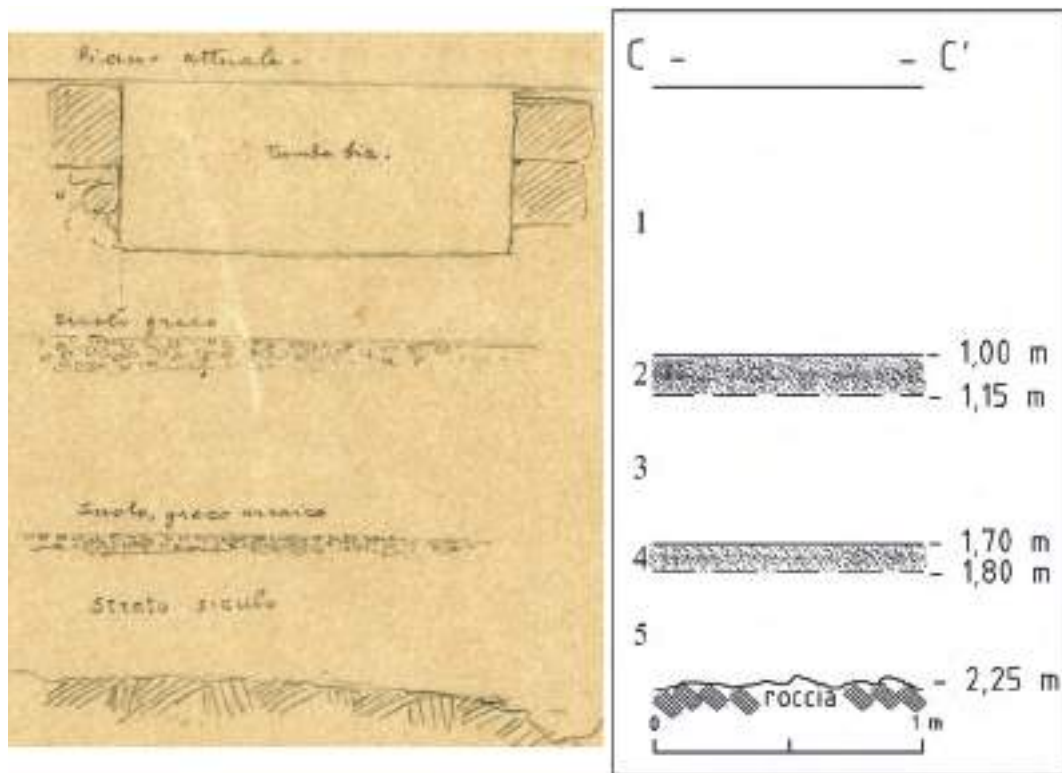 Piano attuale -
Tomba biz.
Suolo greco
Suolo, greco arcaico
Strato siculo
C - - C'
1
- 1,00 m
2
- 1,15 m
3
- 1,70 m
4
- 1,80 m
5
- 2,25 m
roccia
0 1 m